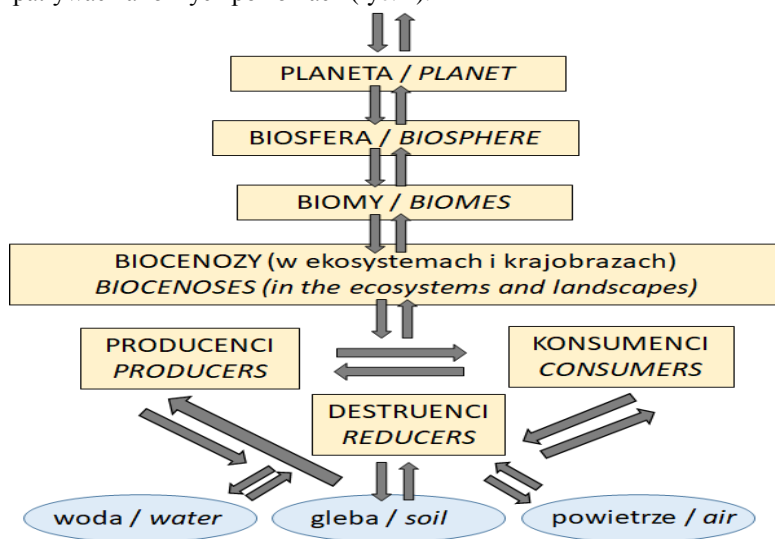 PLANETA / PLANET
BIOSFERA / BIOSPHERE
BIOMY / BIOMES
BIOCENOZY (w ekosystemach i krajobrazach)
BIOCENOSES (in the ecosystems and landscapes)
PRODUCENCI
PRODUCERS
KONSUMENCI
CONSUMERS
DESTRUENCI
REDUCERS
woda / water
gleba / soil
powietrze / air